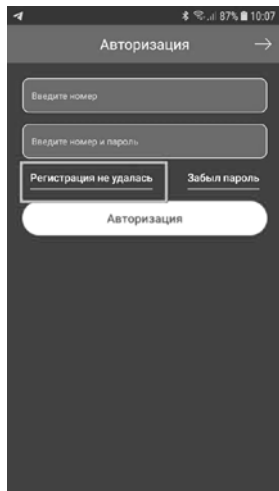 87% 10:07
Авторизация
Введите номер
Введите номер и пароль
Регистрация не удалась Забыл пароль
Авторизация